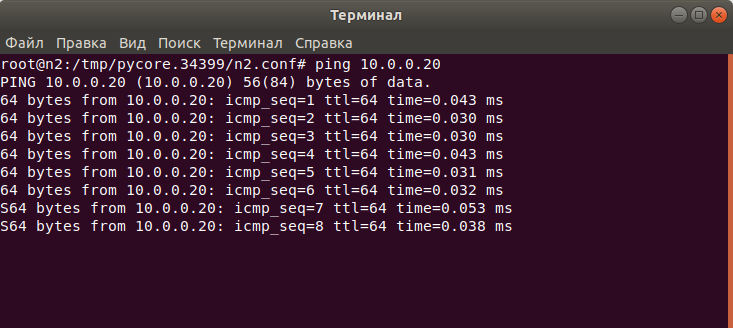 Терминал
Файл Правка Вид Поиск Терминал Справка
root@n2:/tmp/pycore.34399/n2.conf# ping 10.0.0.20
PING 10.0.0.20 (10.0.0.20) 56(84) bytes of data.
64 bytes from 10.0.0.20: icmp_seq=1 ttl=64 time=0.043 ms
64 bytes from 10.0.0.20: icmp_seq=2 ttl=64 time=0.030 ms
64 bytes from 10.0.0.20: icmp_seq=3 ttl=64 time=0.030 ms
64 bytes from 10.0.0.20: icmp_seq=4 ttl=64 time=0.043 ms
64 bytes from 10.0.0.20: icmp_seq=5 ttl=64 time=0.031 ms
64 bytes from 10.0.0.20: icmp_seq=6 ttl=64 time=0.032 ms
S64 bytes from 10.0.0.20: icmp_seq=7 ttl=64 time=0.053 ms
S64 bytes from 10.0.0.20: icmp_seq=8 ttl=64 time=0.038 ms